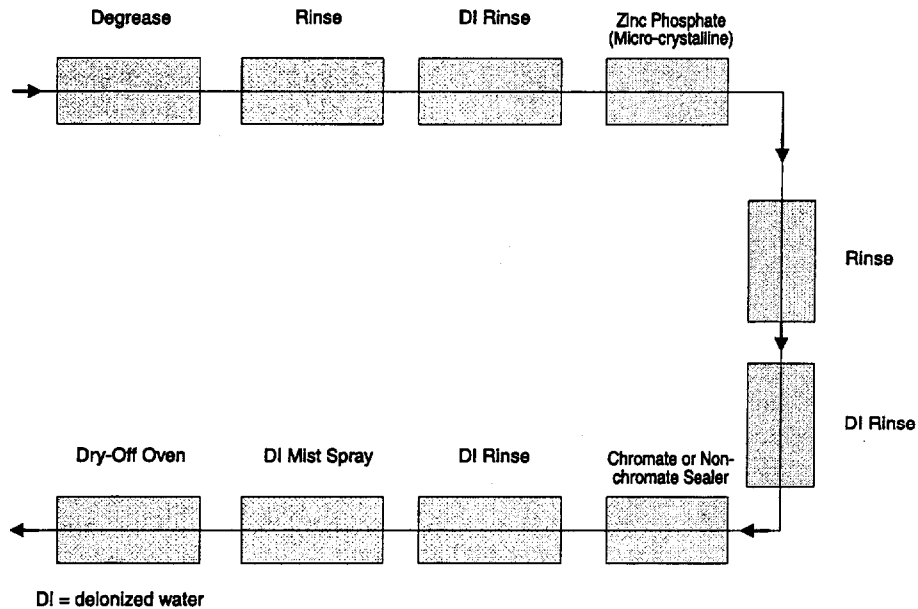 Degrease
Rinse
DI Rinse
Zinc Phosphate
(Micro-crystalline)
Rinse
DI Rinse
Chromate or Non-
chromate Sealer
DI Rinse
DI Mist Spray
Dry-Off Oven
DI = deionized water